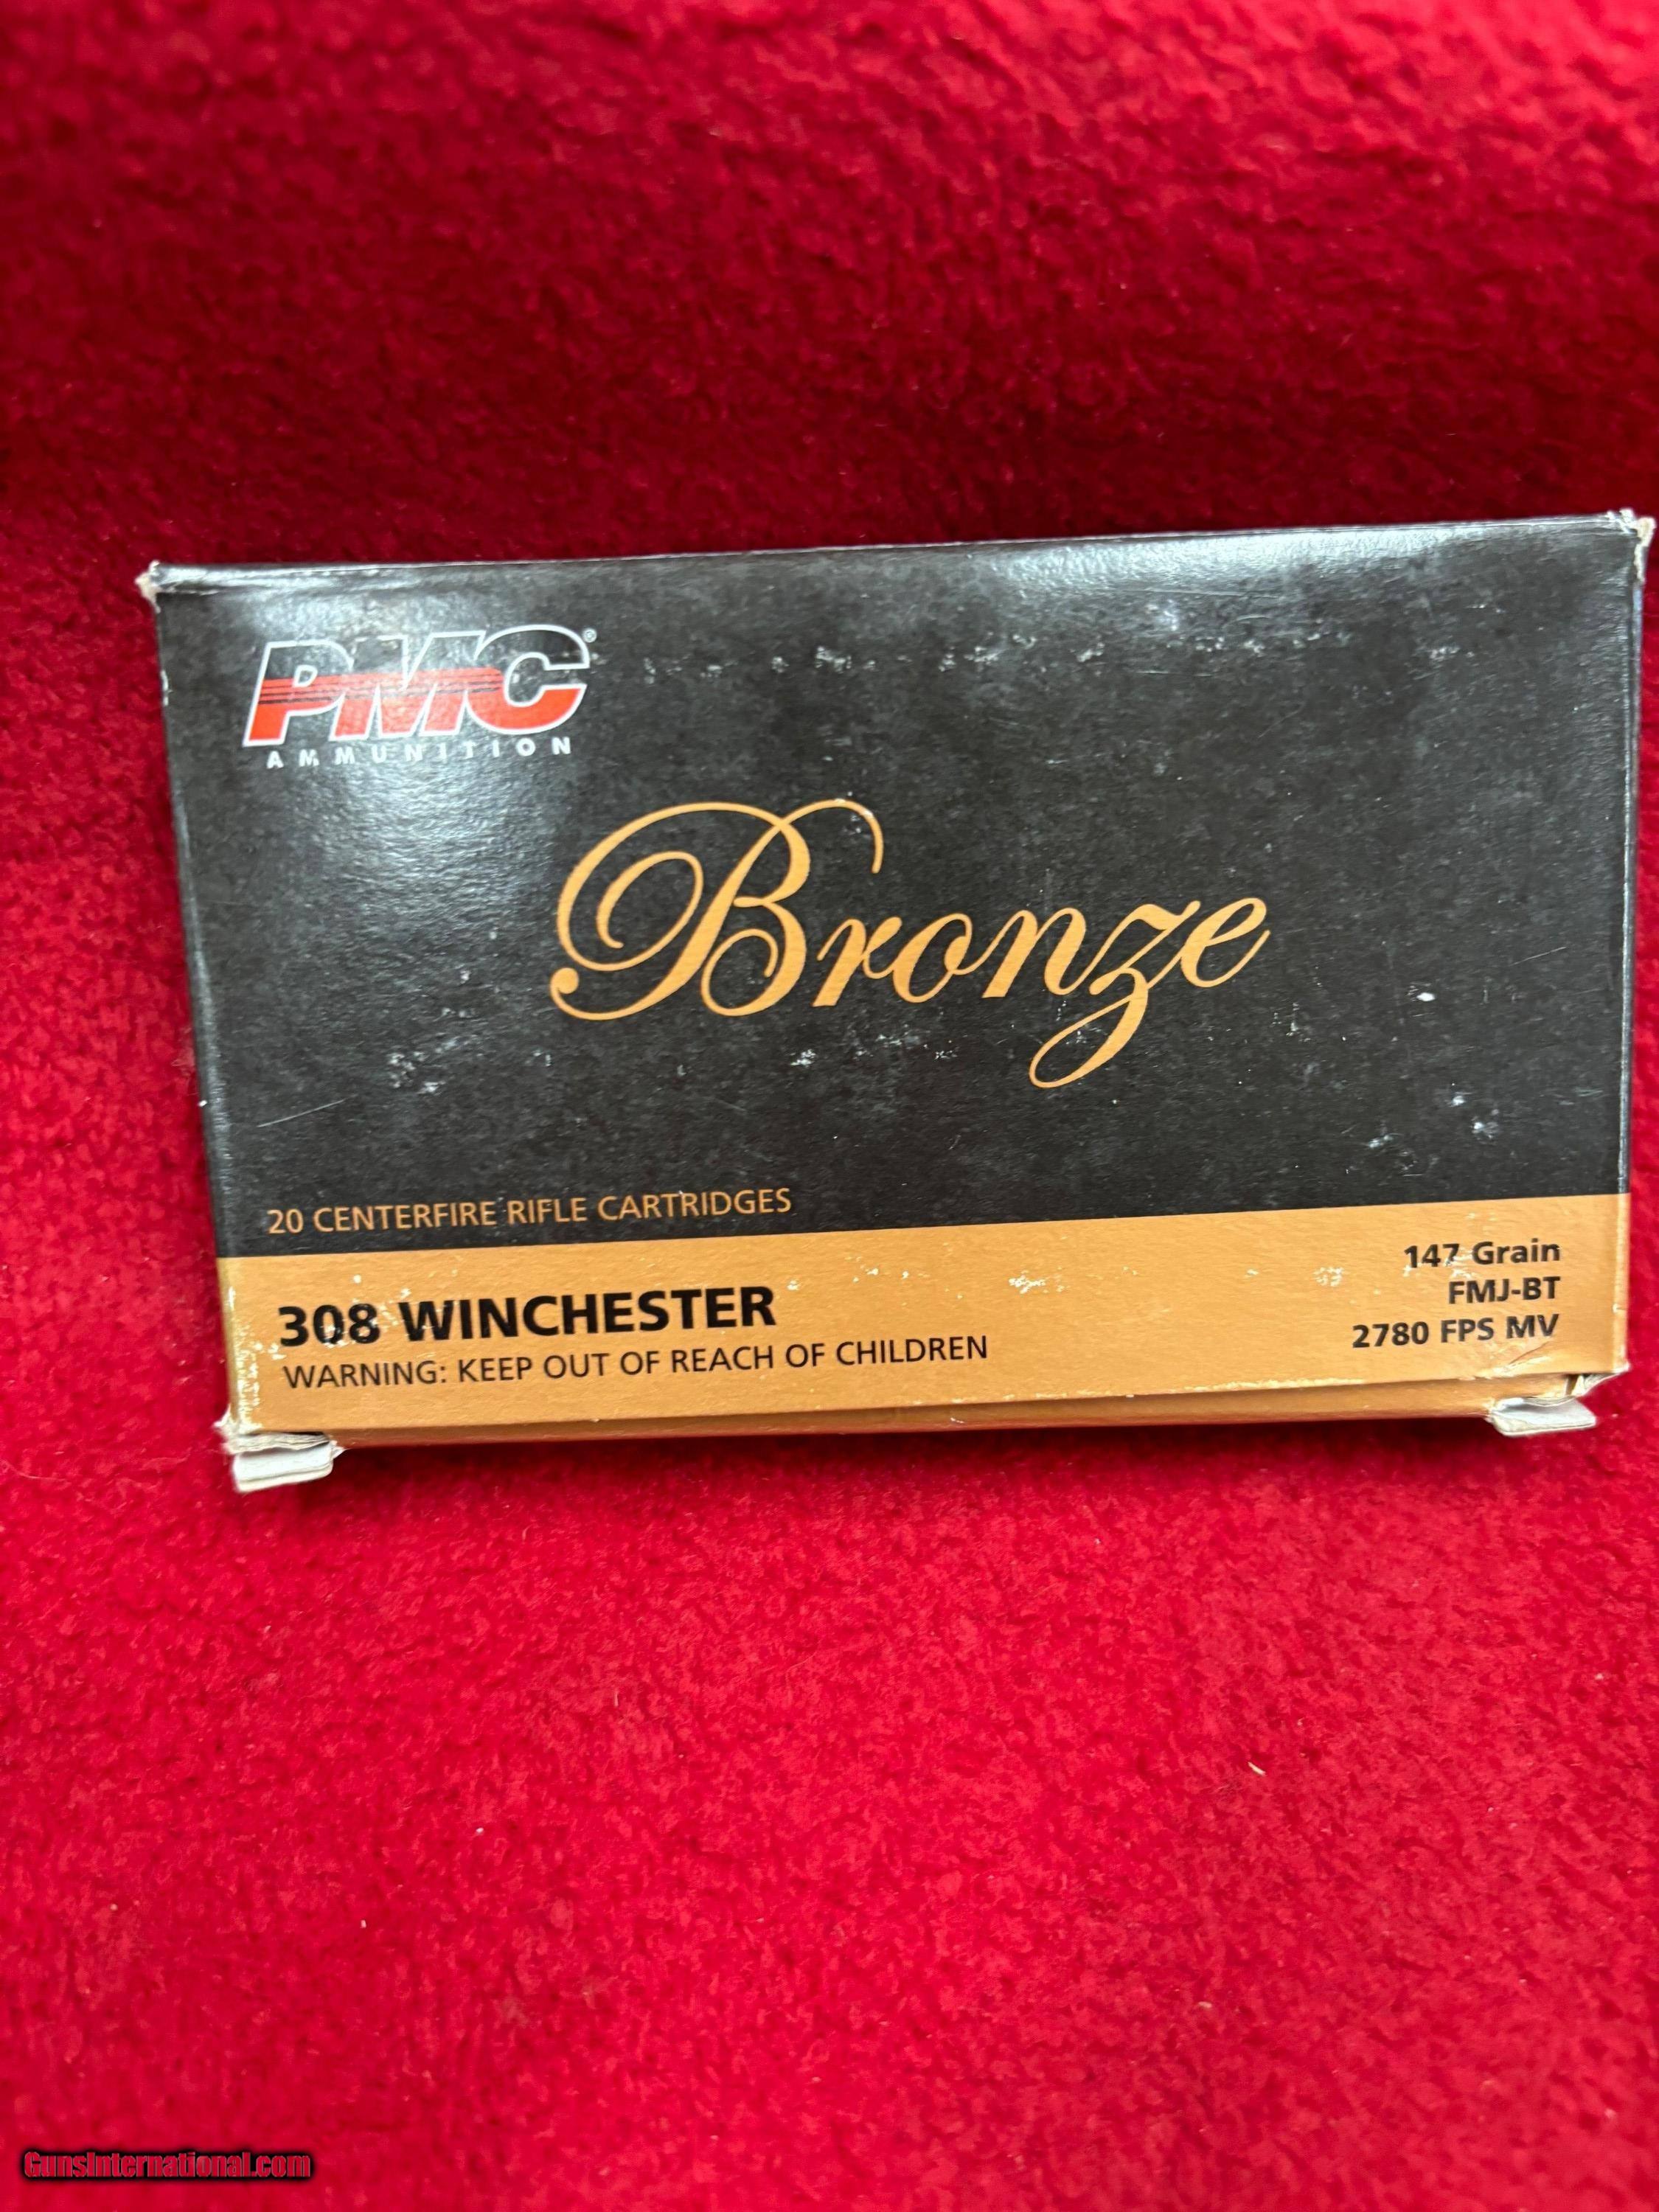 PMC®
AMMUNITION
Bronze
20 CENTERFIRE RIFLE CARTRIDGES
308 WINCHESTER
WARNING: KEEP OUT OF REACH OF CHILDREN
147 Grain
FMJ-BT
2780 FPS MV
GunsInternational.com